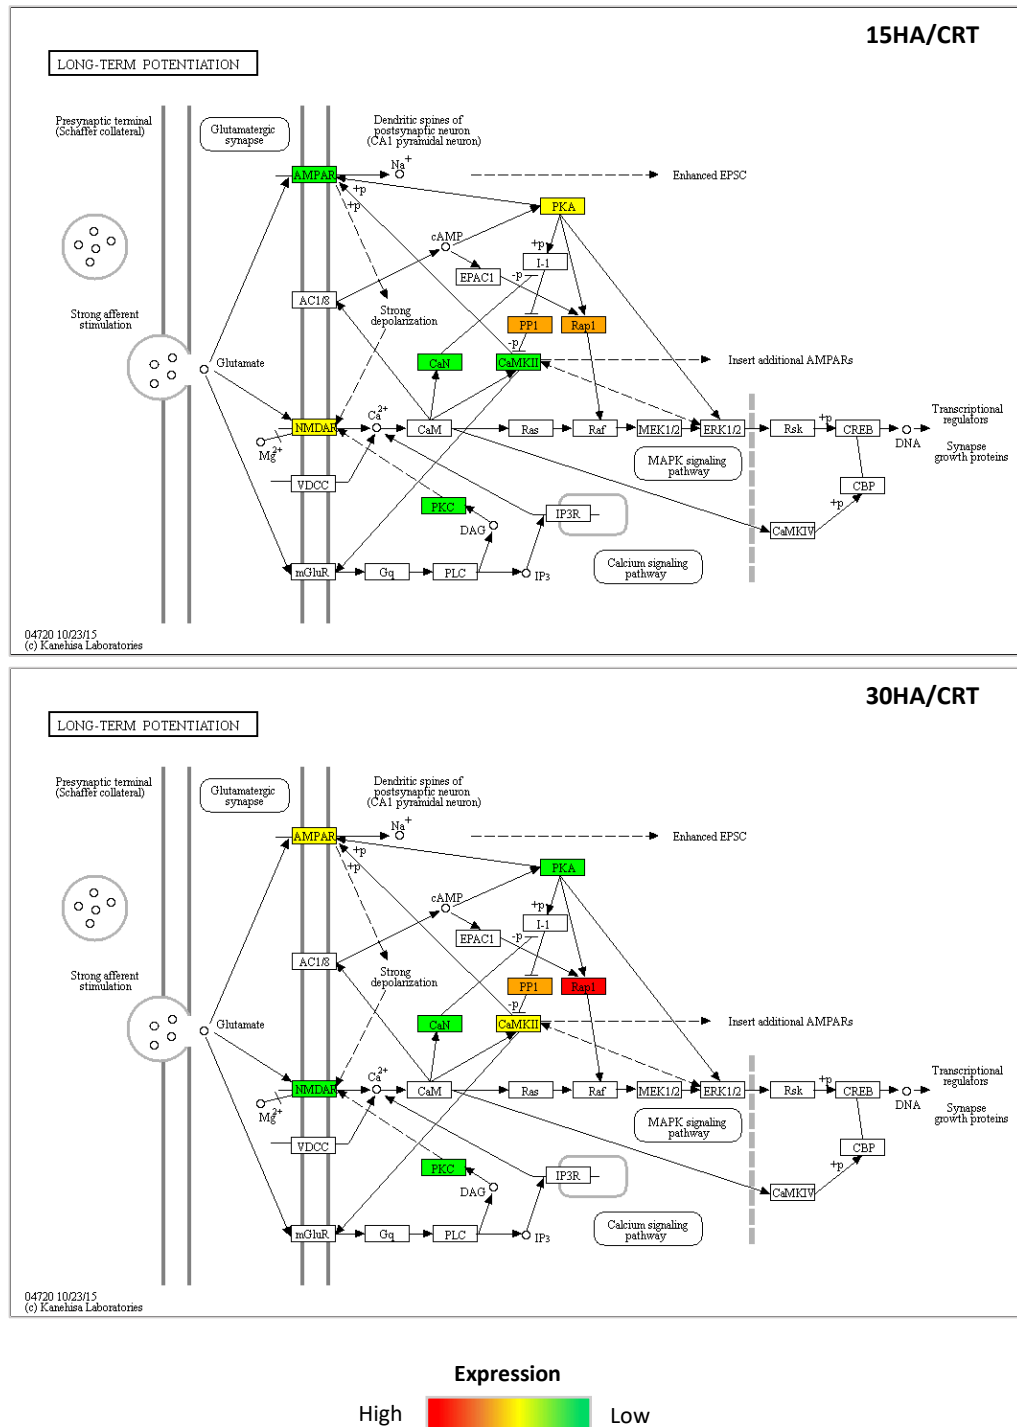 15HA/CRT
LONG-TERM POTENTIATION
Presynaptic terminal
(Schaffer collateral)
Glutamatergic
synapse
Dendritic spines of
postsynaptic neuron
(CA1 pyramidal neuron)
AMPAR
Na+
Enhanced EPSC
+p
+p
PKA
cAMP
+p
I-1
-p
EPAC1
AC1/8
Strong afferent
stimulation
Strong
depolarization
PP1
Rap1
-p
Glutamate
CaN
CaMKII
Insert additional AMPARs
NMDAR
Ca2+
CaM
Ras
Raf
MEK1/2
ERK1/2
Rsk
+p
CREB
DNA
Transcriptional
regulators
Synapse
growth proteins
Mg2+
MAPK signaling
pathway
VDCC
CBP
+p
PKC
DAG
IP3R
CaMKIV
mGluR
Gq
PLC
IP3
Calcium signaling
pathway
04720 10/23/15
(c) Kanehisa Laboratories
30HA/CRT
LONG-TERM POTENTIATION
Presynaptic terminal
(Schaffer collateral)
Glutamatergic
synapse
Dendritic spines of
postsynaptic neuron
(CA1 pyramidal neuron)
AMPAR
Na+
Enhanced EPSC
+p
+p
PKA
cAMP
+p
I-1
-p
EPAC1
AC1/8
Strong afferent
stimulation
Strong
depolarization
PP1
Rap1
-p
Glutamate
CaN
CaMKII
Insert additional AMPARs
NMDAR
Ca2+
CaM
Ras
Raf
MEK1/2
ERK1/2
Rsk
+p
CREB
DNA
Transcriptional
regulators
Synapse
growth proteins
Mg2+
MAPK signaling
pathway
VDCC
CBP
+p
PKC
DAG
IP3R
CaMKIV
mGluR
Gq
PLC
IP3
Calcium signaling
pathway
04720 10/23/15
(c) Kanehisa Laboratories
Expression
High Low